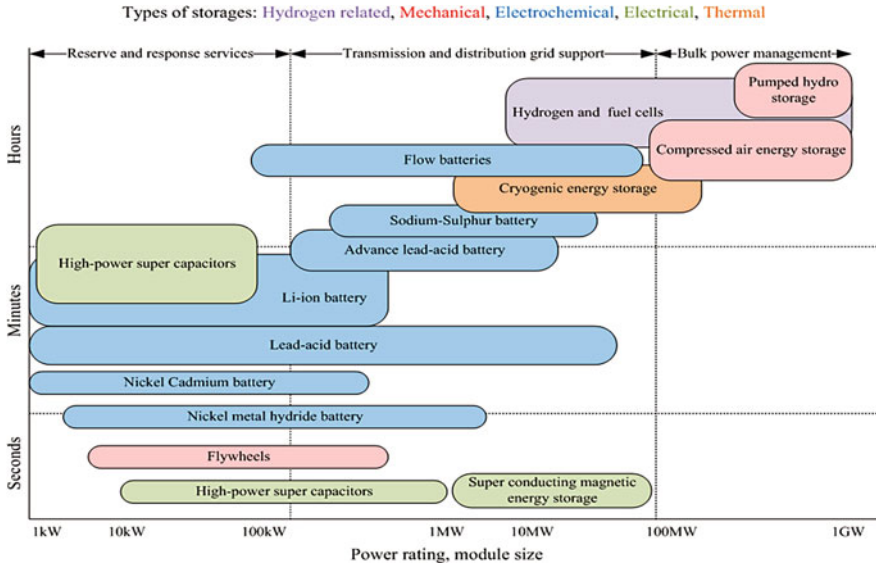 Types of storages: Hydrogen related, Mechanical, Electrochemical, Electrical, Thermal
Reserve and response services
Transmission and distribution grid support
Bulk power management
Pumped hydro
storage
Hydrogen and fuel cells
Compressed air energy storage
Flow batteries
Cryogenic energy storage
Sodium-Sulphur battery
Advance lead-acid battery
High-power super capacitors
Li-ion battery
Lead-acid battery
Nickel Cadmium battery
Nickel metal hydride battery
Flywheels
High-power super capacitors
Super conducting magnetic
energy storage
Hours
Minutes
Seconds
1kW
10kW
100kW
1MW
10MW
100MW
1GW
Power rating, module size